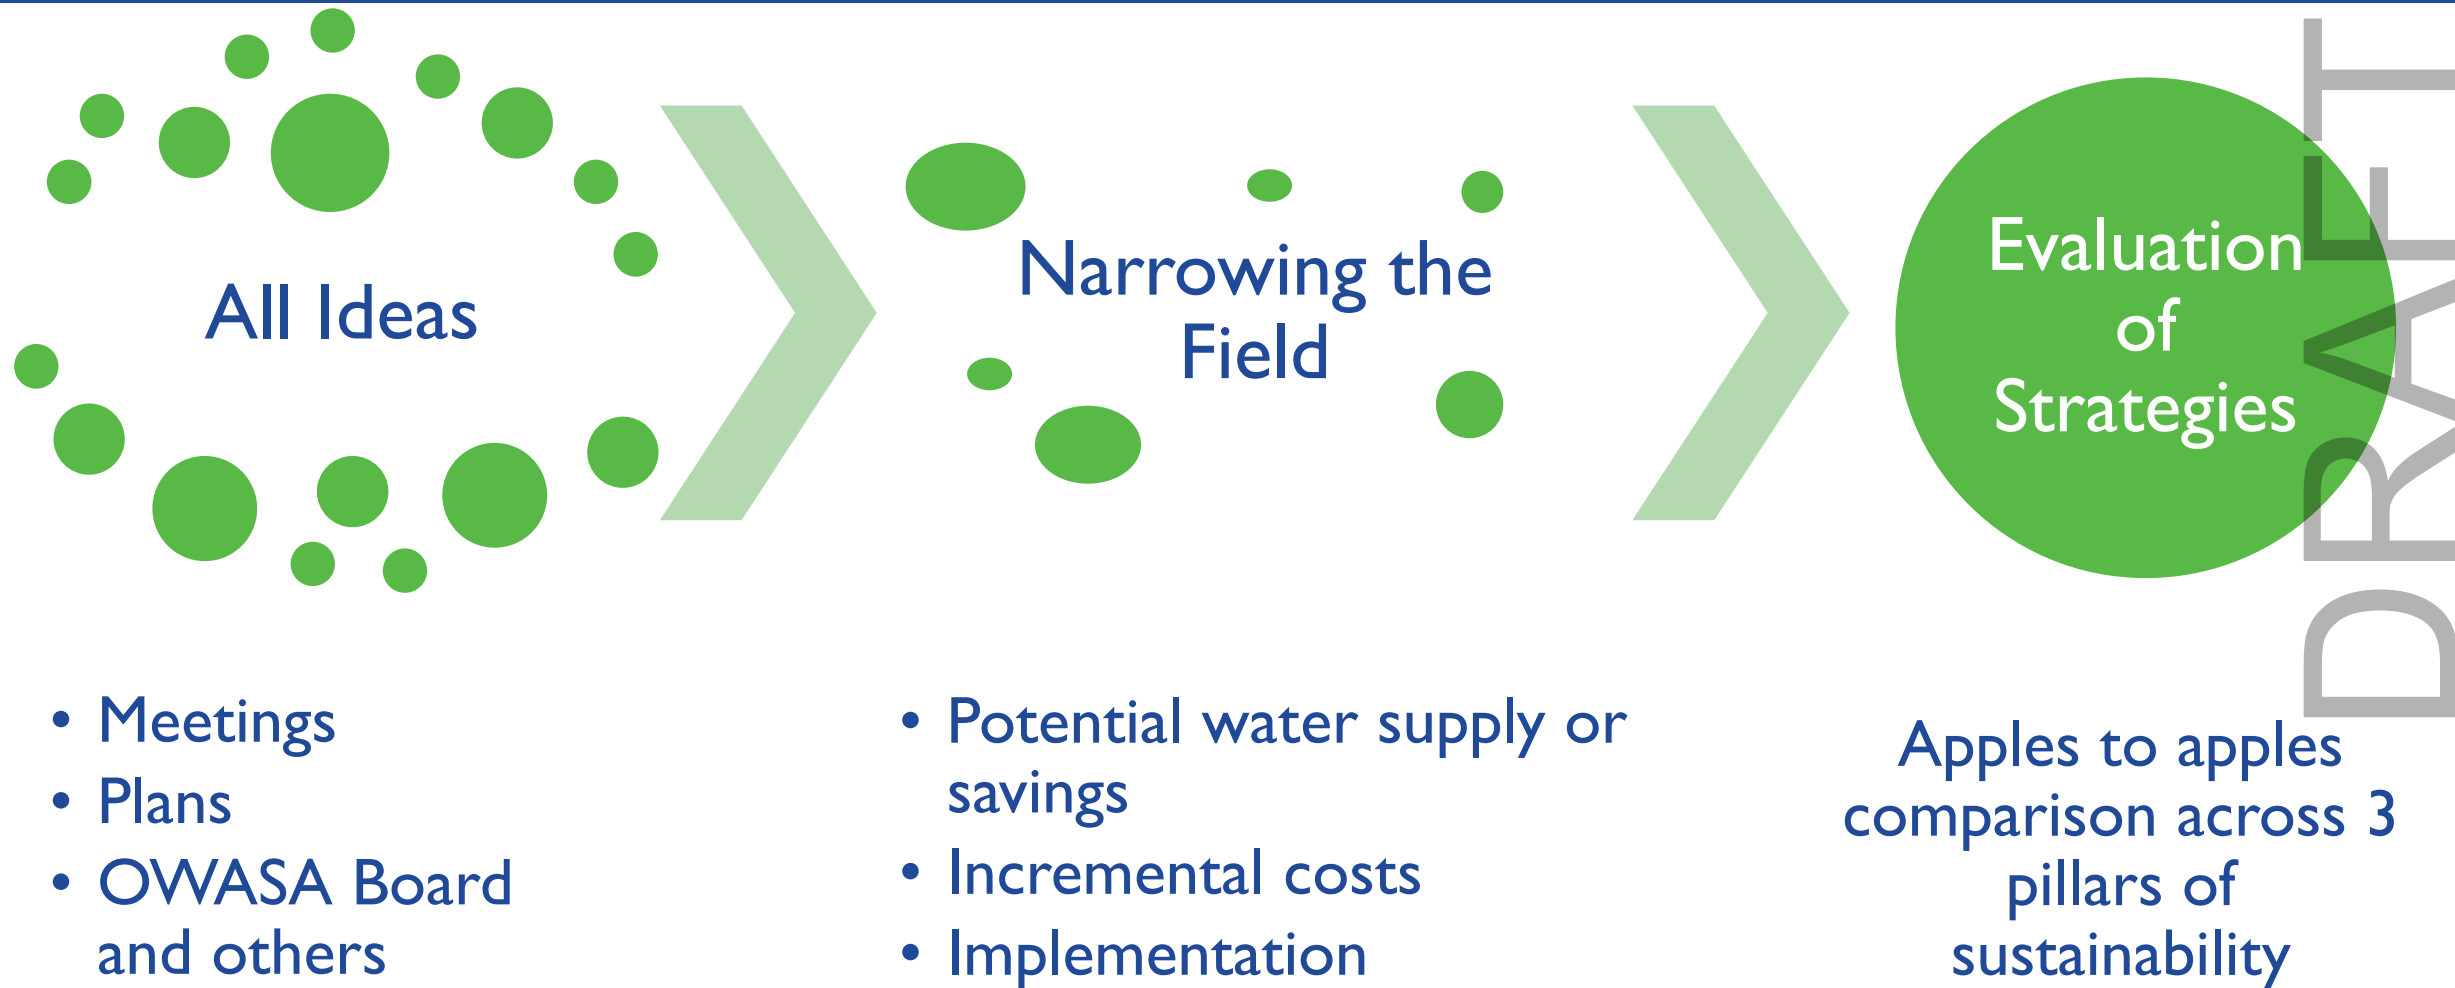 All Ideas
Narrowing the
Field
Evaluation
of
Strategies
• Meetings
• Plans
• OWASA Board
and others
• Potential water supply or
savings
• Incremental costs
• Implementation
Apples to apples
comparison across 3
pillars of
sustainability
DRAFT